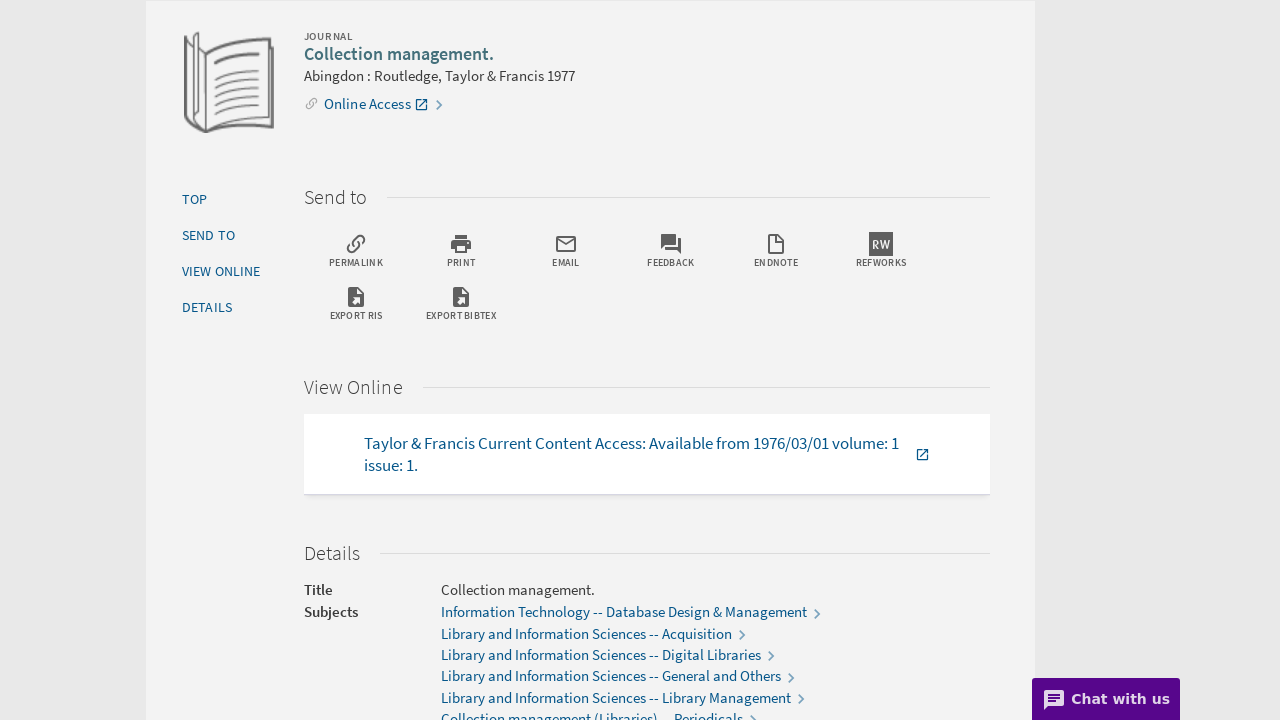 JOURNAL
Collection management.
Abingdon : Routledge, Taylor & Francis 1977
Online Access
TOP
SEND TO
VIEW ONLINE
DETAILS
Send to
PERMALINK
PRINT
EMAIL
FEEDBACK
ENDNOTE
RW
REFWORKS
EXPORT RIS
EXPORT BIBTEX
View Online
Taylor & Francis Current Content Access: Available from 1976/03/01 volume: 1
issue: 1.
Details
Title Collection management.
Subjects Information Technology -- Database Design & Management
Library and Information Sciences -- Acquisition
Library and Information Sciences -- Digital Libraries
Library and Information Sciences -- General and Others
Library and Information Sciences -- Library Management
Collection management (Libraries) -- Periodicals
Chat with us